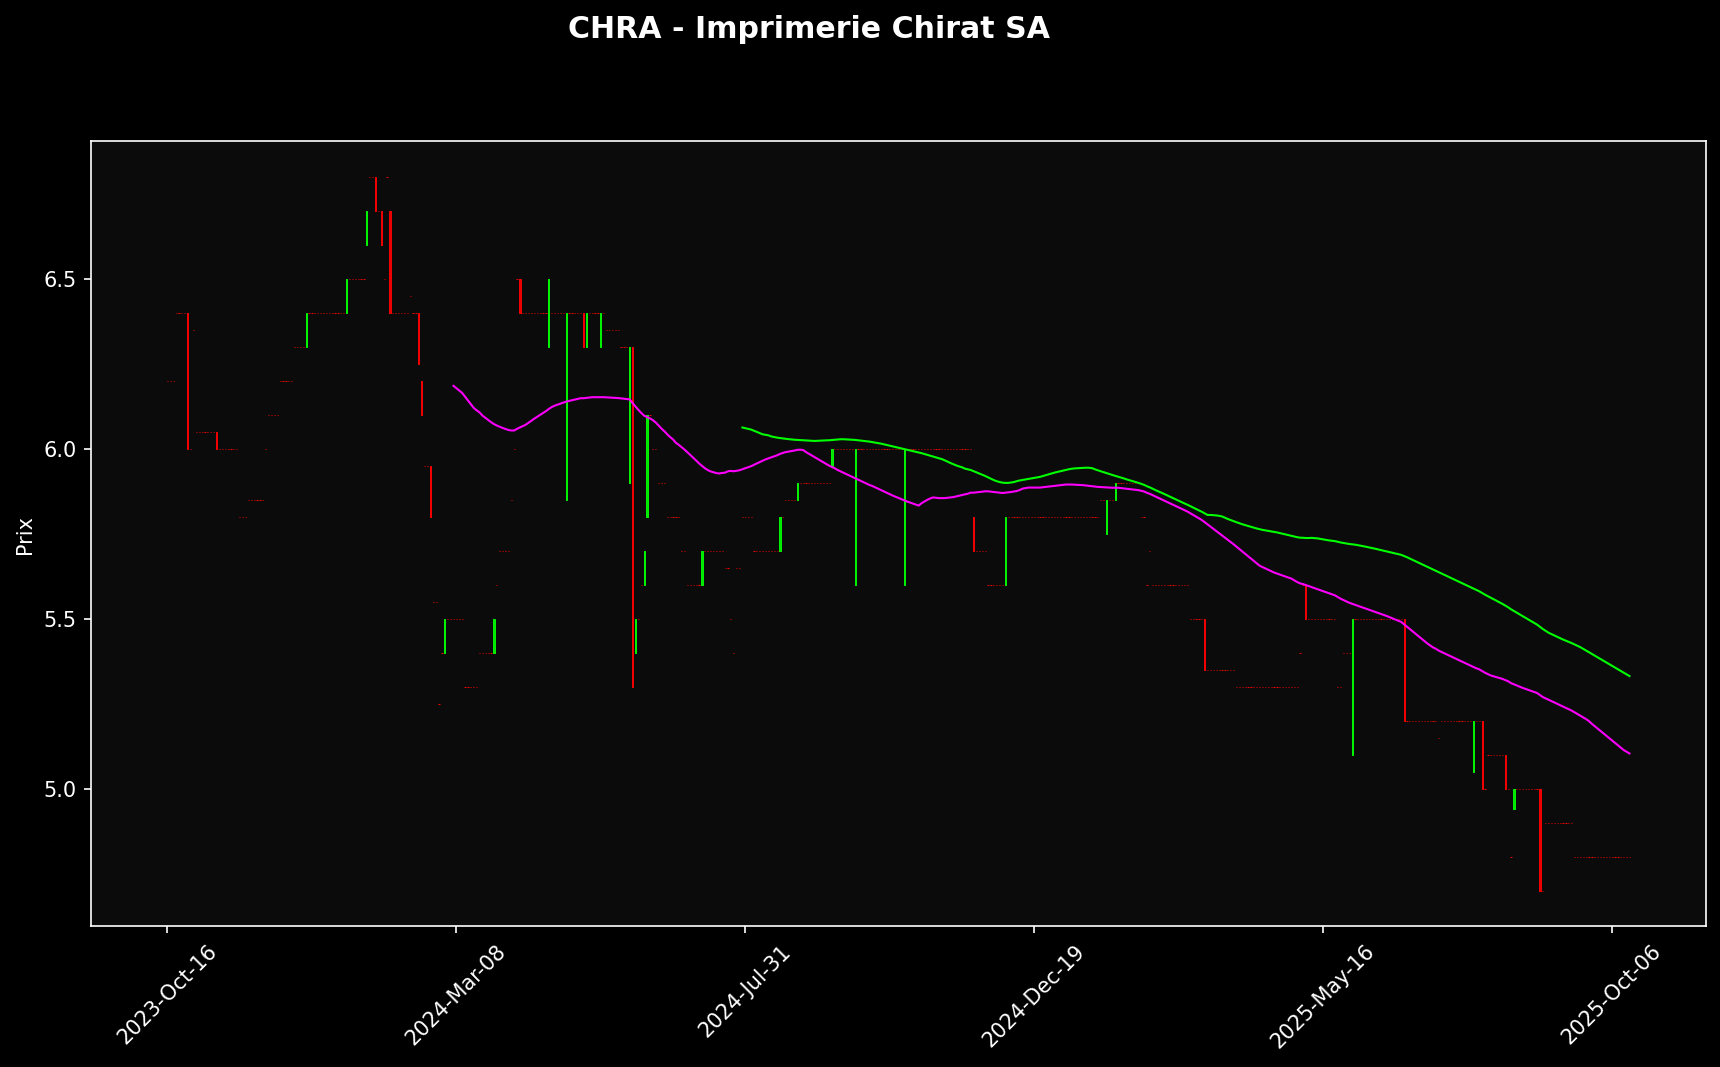 CHRA - Imprimerie Chirat SA
Prix
6.5
6.0
5.5
5.0
2023-Oct-16
2024-Mar-08
2024-Jul-31
2024-Dec-19
2025-May-16
2025-Oct-06